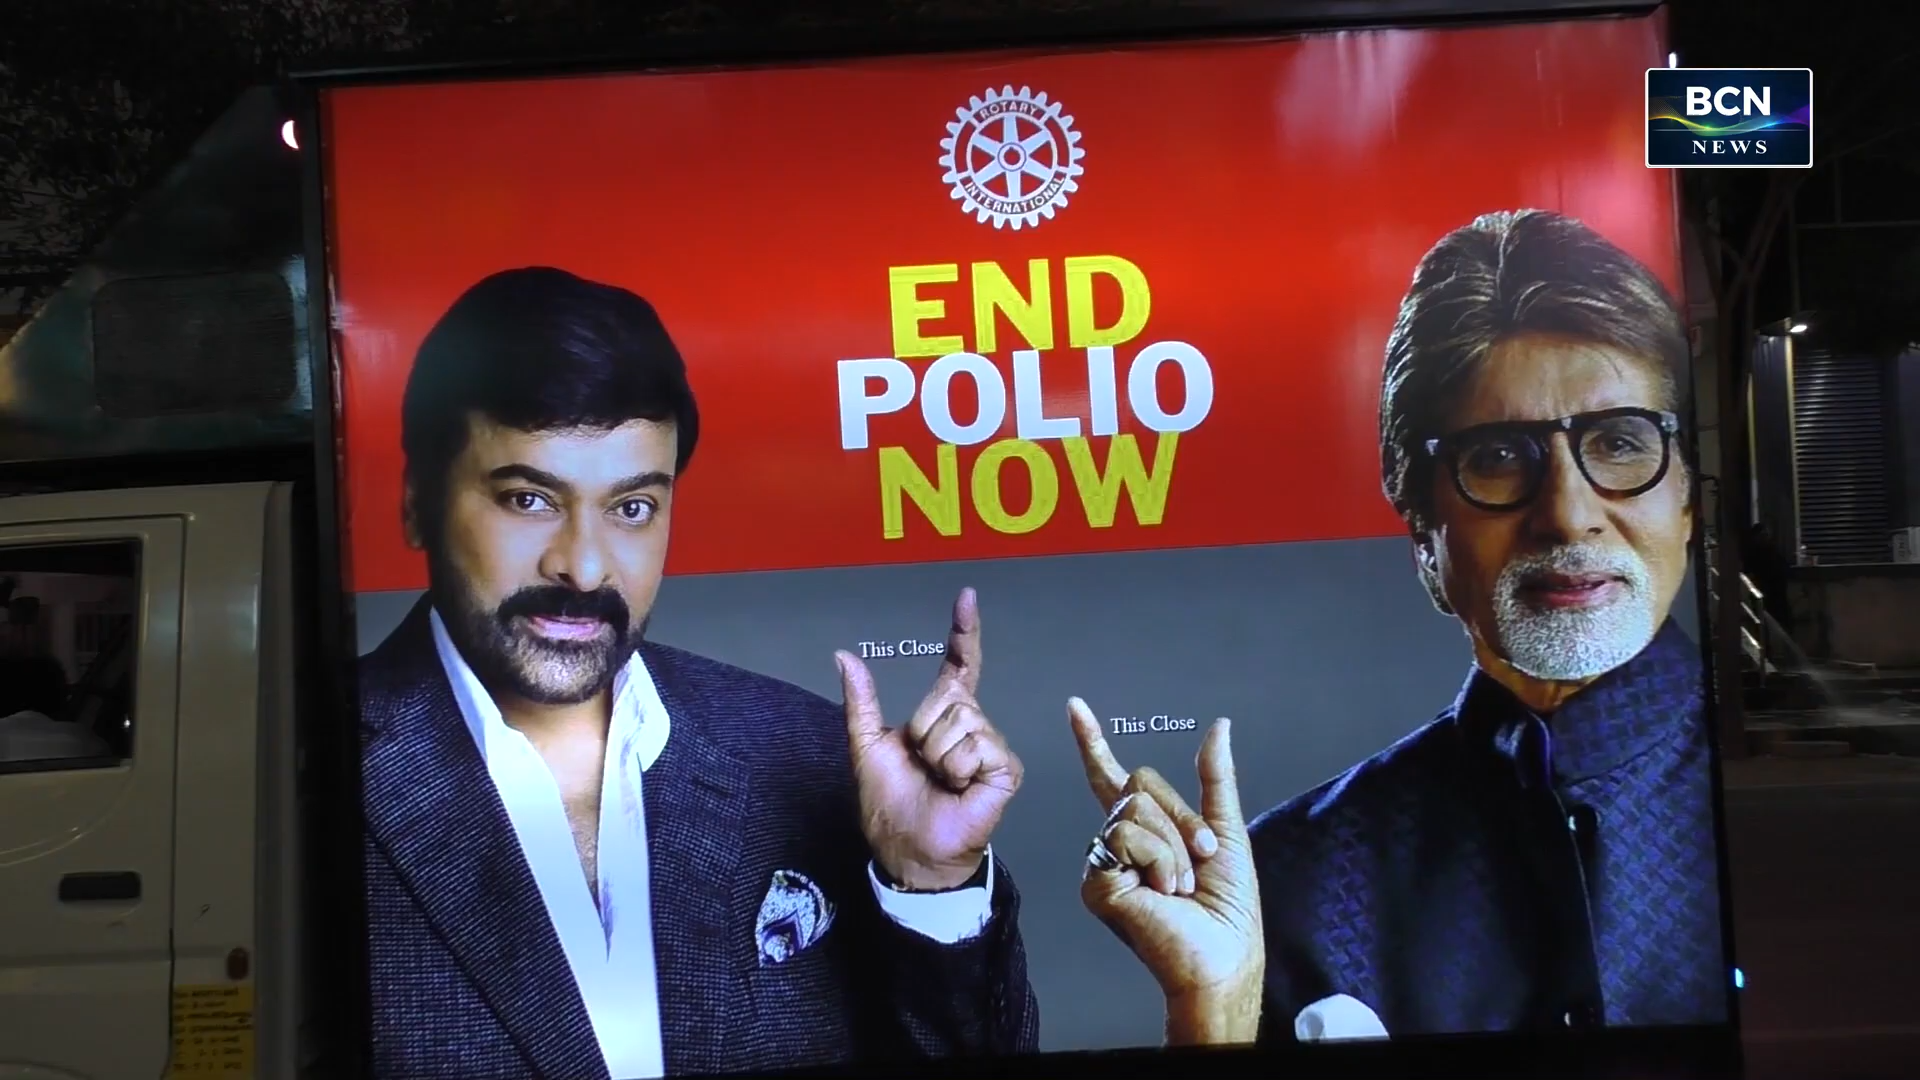 BCN
NEWS
ROTARY
INTERNATIONAL
END
POLIO
NOW
This Close
This Close